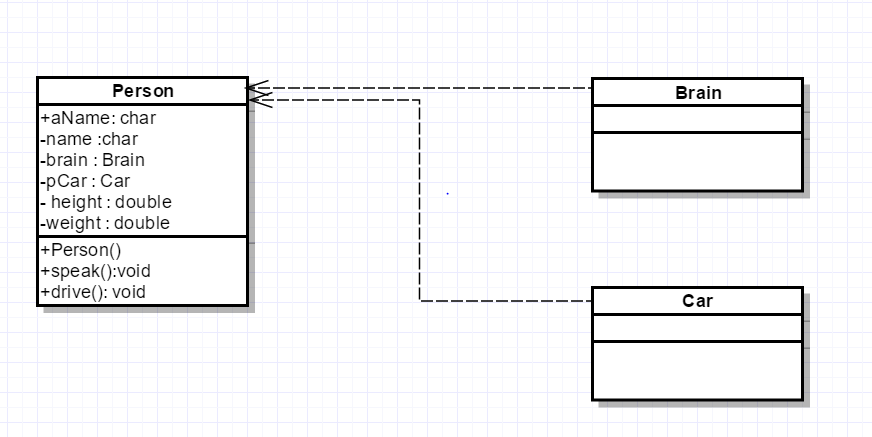 Person
+aName: char
-name :char
-brain : Brain
-pCar : Car
- height : double
-weight : double
+Person()
+speak():void
+drive(): void
Brain
Car